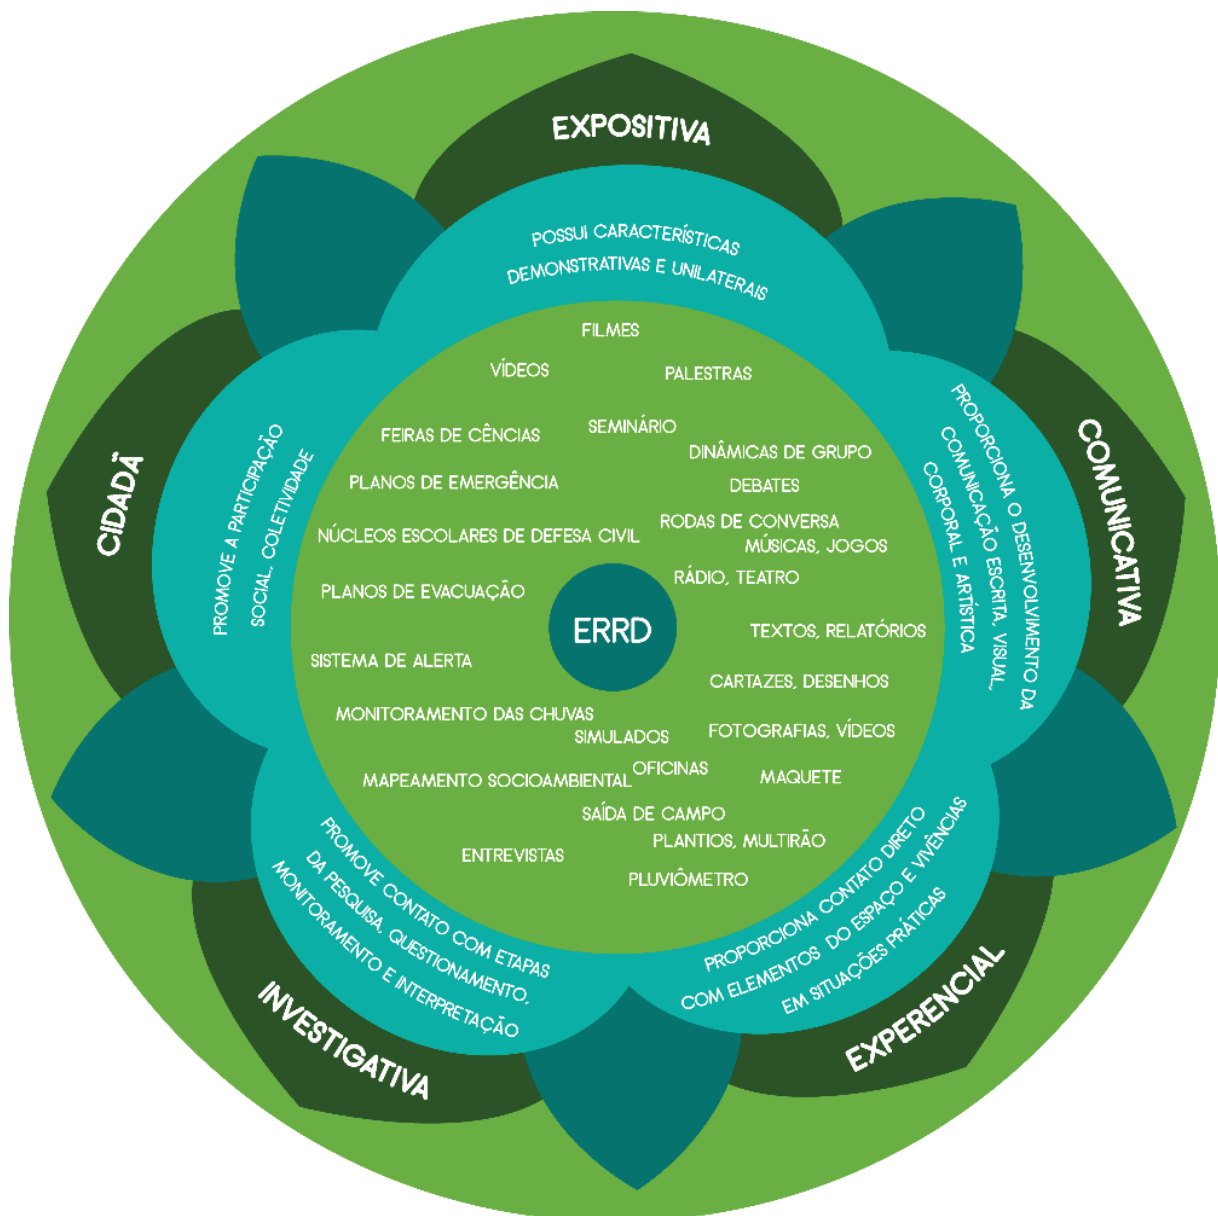 EXPOSITIVA
POSSUI CARACTERÍSTICAS
DEMONSTRATIVAS E UNILATERAIS
COMUNICATIVA
PROPORCIONA O DESENVOLVIMENTO DA
COMUNICAÇÃO ESCRITA, VISUAL,
CORPORAL E ARTÍSTICA
EXPERENCIAL
PROPORCIONA CONTATO DIRETO
COM ELEMENTOS DO ESPAÇO E VIVÊNCIAS
EM SITUAÇÕES PRÁTICAS
INVESTIGATIVA
PROMOVE CONTATO COM ETAPAS
DA PESQUISA, QUESTIONAMENTO,
MONITORAMENTO E INTERPRETAÇÃO
CIDADÃ
PROMOVE A PARTICIPAÇÃO
SOCIAL, COLETIVIDADE
FILMES
VÍDEOS
PALESTRAS
SEMINÁRIO
FEIRAS DE CÊNCIAS
DINÂMICAS DE GRUPO
PLANOS DE EMERGÊNCIA
DEBATES
RODAS DE CONVERSA
NÚCLEOS ESCOLARES DE DEFESA CIVIL
MÚSICAS, JOGOS
RÁDIO, TEATRO
PLANOS DE EVACUAÇÃO
ERRD
TEXTOS, RELATÓRIOS
SISTEMA DE ALERTA
CARTAZES, DESENHOS
MONITORAMENTO DAS CHUVAS
SIMULADOS
FOTOGRAFIAS, VÍDEOS
OFICINAS
MAPEAMENTO SOCIOAMBIENTAL
MAQUETE
SAÍDA DE CAMPO
PLANTIOS, MULTIRÃO
ENTREVISTAS
PLUVIÔMETRO